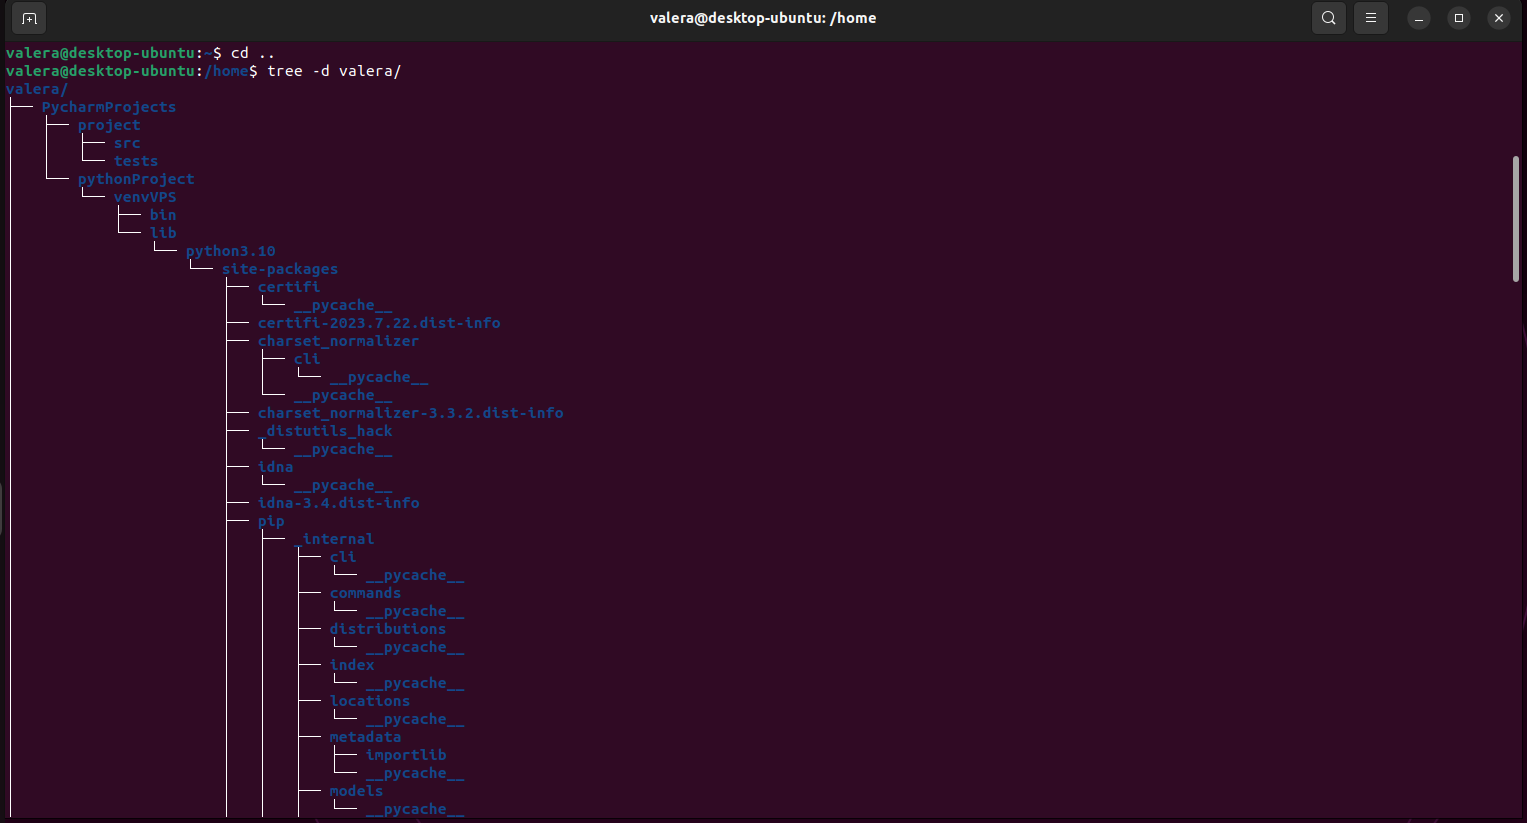 valera@desktop-ubuntu: /home
valera@desktop-ubuntu:~$ cd ..
valera@desktop-ubuntu:/home$ tree -d valera/
valera/
├── PycharmProjects
│   ├── project
│   │   ├── src
│   │   └── tests
│   └── pythonProject
│       └── venvVPS
│           ├── bin
│           └── lib
│               └── python3.10
│                   └── site-packages
│                       ├── certifi
│                       │   └── __pycache__
│                       ├── certifi-2023.7.22.dist-info
│                       ├── charset_normalizer
│                       │   ├── cli
│                       │   │   └── __pycache__
│                       │   └── __pycache__
│                       ├── charset_normalizer-3.3.2.dist-info
│                       ├── _distutils_hack
│                       │   └── __pycache__
│                       ├── idna
│                       │   └── __pycache__
│                       ├── idna-3.4.dist-info
│                       ├── pip
│                       │   ├── _internal
│                       │   │   ├── cli
│                       │   │   │   └── __pycache__
│                       │   │   ├── commands
│                       │   │   │   └── __pycache__
│                       │   │   ├── distributions
│                       │   │   │   └── __pycache__
│                       │   │   ├── index
│                       │   │   │   └── __pycache__
│                       │   │   ├── locations
│                       │   │   │   └── __pycache__
│                       │   │   ├── metadata
│                       │   │   │   ├── importlib
│                       │   │   │   └── __pycache__
│                       │   │   ├── models
│                       │   │   │   └── __pycache__